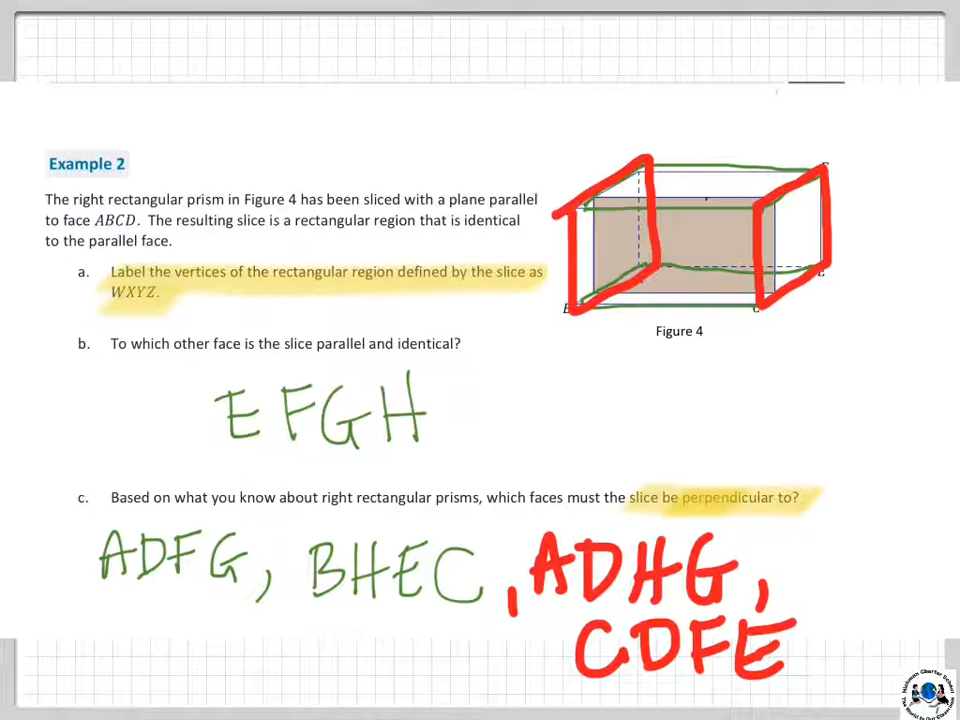 Example 2
The right rectangular prism in Figure 4 has been sliced with a plane parallel
to face ABCD. The resulting slice is a rectangular region that is identical
to the parallel face.
a. Label the vertices of the rectangular region defined by the slice as
WXYZ.
B C E
Figure 4
b. To which other face is the slice parallel and identical?
EFGH
c. Based on what you know about right rectangular prisms, which faces must the slice be perpendicular to?
ADFG, BHEC, ADHG,
CDFE